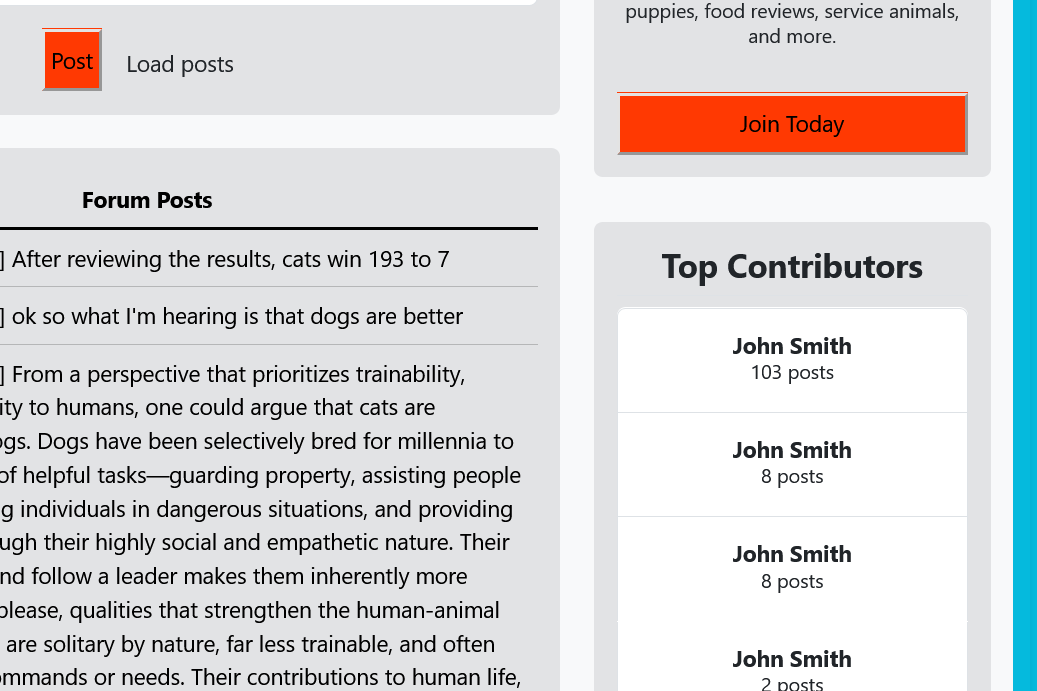 puppies, food reviews, service animals,
and more.
Post
Load posts
Join Today
Forum Posts
] After reviewing the results, cats win 193 to 7
] ok so what I'm hearing is that dogs are better
] From a perspective that prioritizes trainability,
ity to humans, one could argue that cats are
ogs. Dogs have been selectively bred for millennia to
of helpful tasks—guarding property, assisting people
g individuals in dangerous situations, and providing
ugh their highly social and empathetic nature. Their
nd follow a leader makes them inherently more
please, qualities that strengthen the human-animal
are solitary by nature, far less trainable, and often
mmands or needs. Their contributions to human life,
Top Contributors
John Smith
103 posts
John Smith
8 posts
John Smith
8 posts
John Smith
2 posts